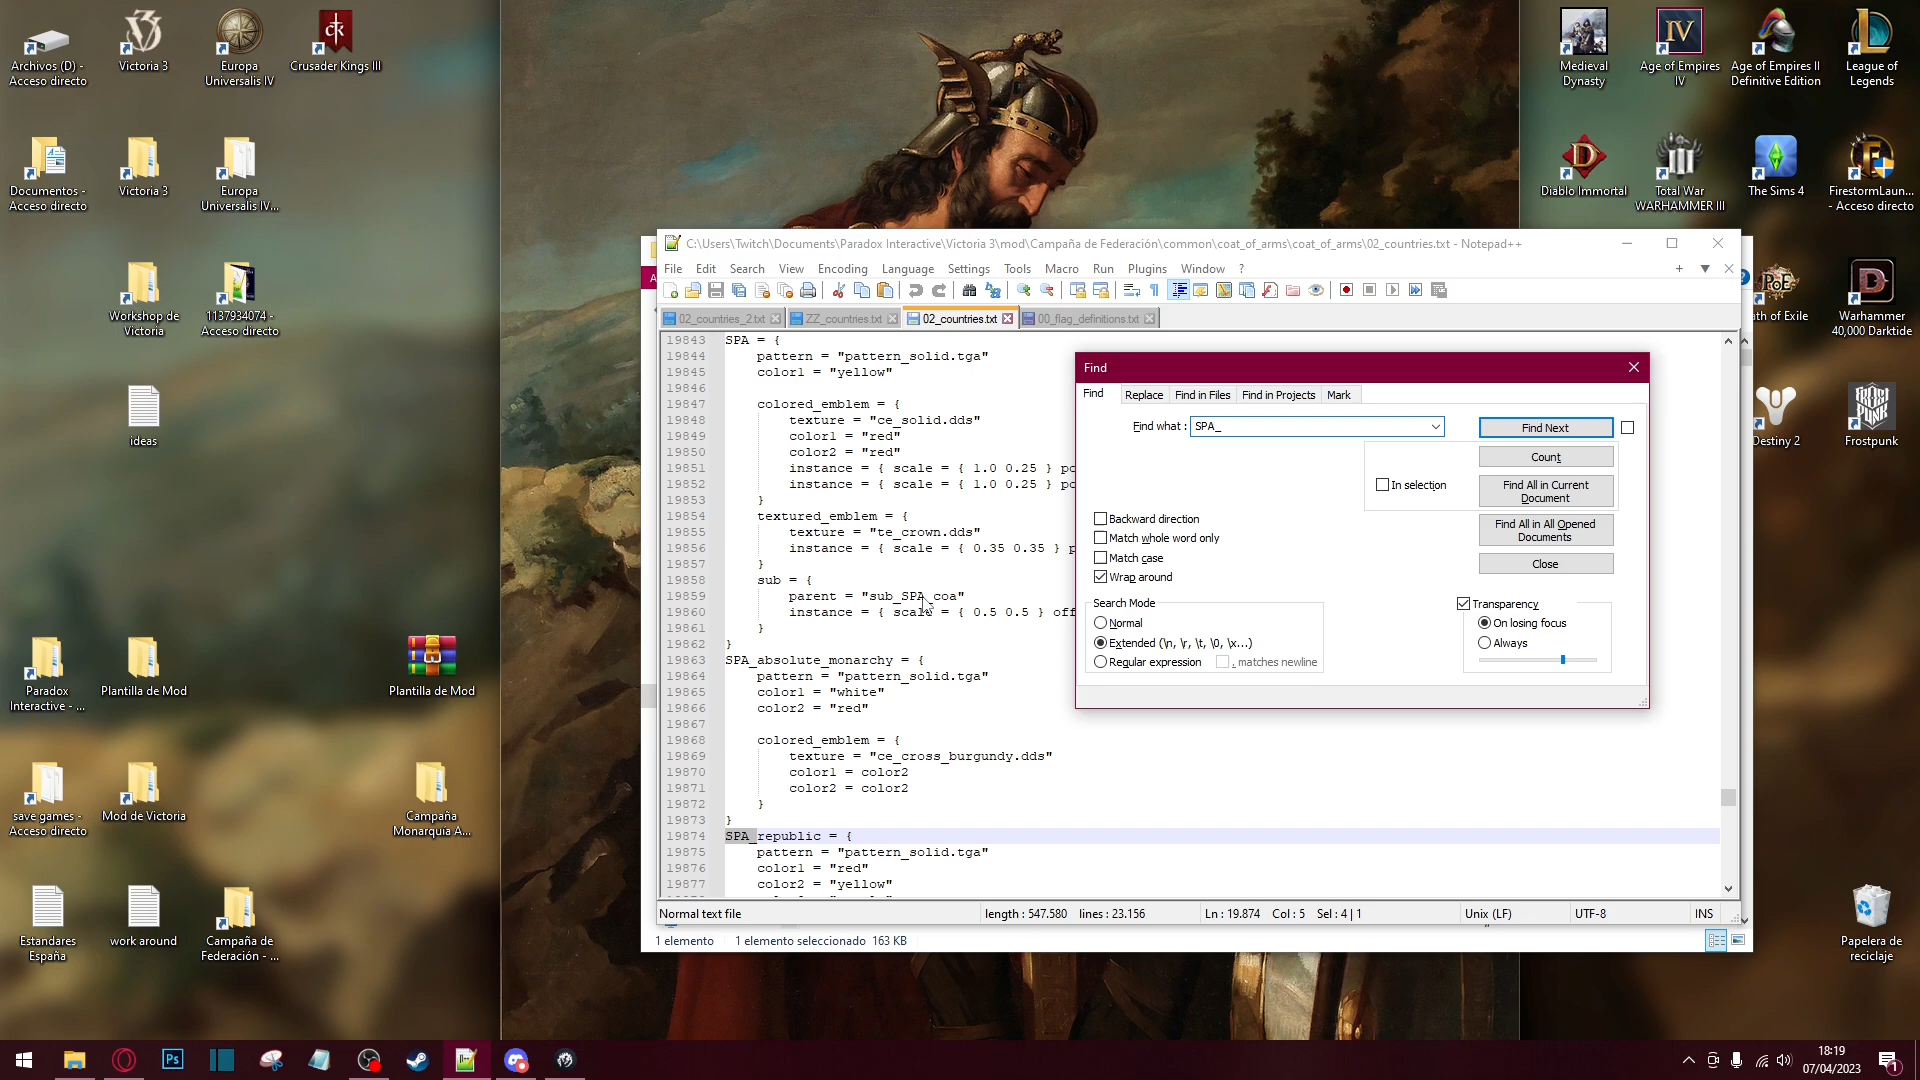 Archivos (D) -
Acceso directo
Victoria 3
Europa
Universalis IV
Crusader Kings III
Medieval
Dynasty
Age of Empires
IV
Age of Empires II
Definitive Edition
League of
Legends
Documentos -
Acceso directo
Victoria 3
Europa
Universalis IV...
Diablo Immortal
Total War
WARHAMMER III
The Sims 4
FirestormLaun...
- Acceso directo
Workshop de
Victoria
1137934074 -
Acceso directo
ath of Exile
Warhammer
40,000 Darktide
ideas
Destiny 2
Frostpunk
Paradox
Interactive - ...
Plantilla de Mod
Plantilla de Mod
save games -
Acceso directo
Mod de Victoria
Campaña
Monarquía A...
Estandares
España
work around
Campaña de
Federación - ...
Papelera de
reciclaje
C:\Users\Twitch\Documents\Paradox Interactive\Victoria 3\mod\Campaña de Federación\common\coat_of_arms\coat_of_arms\02_countries.txt - Notepad++
File Edit Search View Encoding Language Settings Tools Macro Run Plugins Window ?
02_countries_2.txt ZZ_countries.txt 02_countries.txt 00_flag_definitions.txt
19843 SPA = {
19844 pattern = "pattern_solid.tga"
19845 color1 = "yellow"
19846
19847 colored_emblem = {
19848 texture = "ce_solid.dds"
19849 color1 = "red"
19850 color2 = "red"
19851 instance = { scale = { 1.0 0.25 } po
19852 instance = { scale = { 1.0 0.25 } po
19853 }
19854 textured_emblem = {
19855 texture = "te_crown.dds"
19856 instance = { scale = { 0.35 0.35 } p
19857 }
19858 sub = {
19859 parent = "sub_SPA_coa"
19860 instance = { scale = { 0.5 0.5 } off
19861 }
19862 }
19863 SPA_absolute_monarchy = {
19864 pattern = "pattern_solid.tga"
19865 color1 = "white"
19866 color2 = "red"
19867
19868 colored_emblem = {
19869 texture = "ce_cross_burgundy.dds"
19870 color1 = color2
19871 color2 = color2
19872 }
19873 }
19874 SPA_republic = {
19875 pattern = "pattern_solid.tga"
19876 color1 = "red"
19877 color2 = "yellow"
Find
Find Replace Find in Files Find in Projects Mark
Find what : SPA_
Find Next
Count
In selection
Find All in Current
Document
Find All in All Opened
Documents
Close
Backward direction
Match whole word only
Match case
Wrap around
Search Mode
Normal
Extended (\n, \r, \t, \0, \x...)
Regular expression . matches newline
Transparency
On losing focus
Always
Normal text file length : 547.580 lines : 23.156 Ln : 19.874 Col : 5 Sel : 4 | 1 Unix (LF) UTF-8 INS
1 elemento 1 elemento seleccionado 163 KB
Ps
18:19
07/04/2023
1